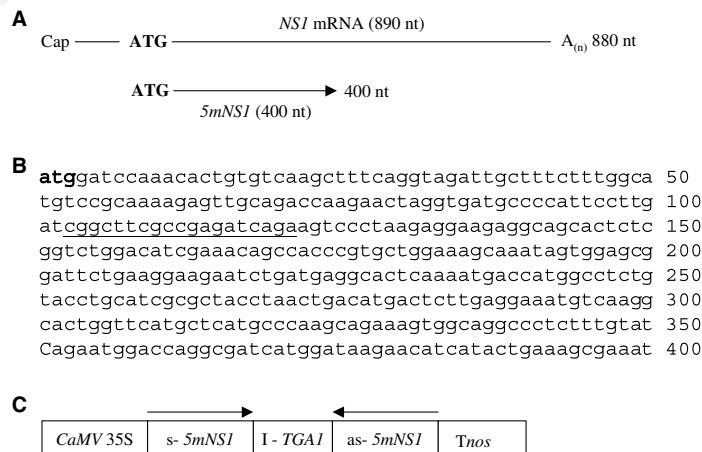 A
NS1 mRNA (890 nt)
Cap ATG A(n) 880 nt
ATG 400 nt
5mNS1 (400 nt)
B
atggatccaaacactgtgtcaagctttcaggtagattgctttctttggca 50
tgtccgcaaaagagttgcagaccaagaactaggtgatgccccattccttg 100
atcggcttcgccgagatcagaagtccctaagaggaagaggcagcactctc 150
ggtctggacatcgaaacagccacccgtgctggaaagcaaatagtggagcg 200
gattctgaaggaagaatctgatgaggcactcaaaatgaccatggcctctg 250
tacctgcatcgcgctacctaactgacatgactcttgaggaaatgtcaagg 300
cactggttcatgctcatgcccaagcagaaagtggcaggccctctttgtat 350
Cagaatggaccaggcgatcatggataagaacatcatactgaaagcgaaat 400
C
CaMV 35S s- 5mNS1 I - TGA1 as- 5mNS1 Tnos